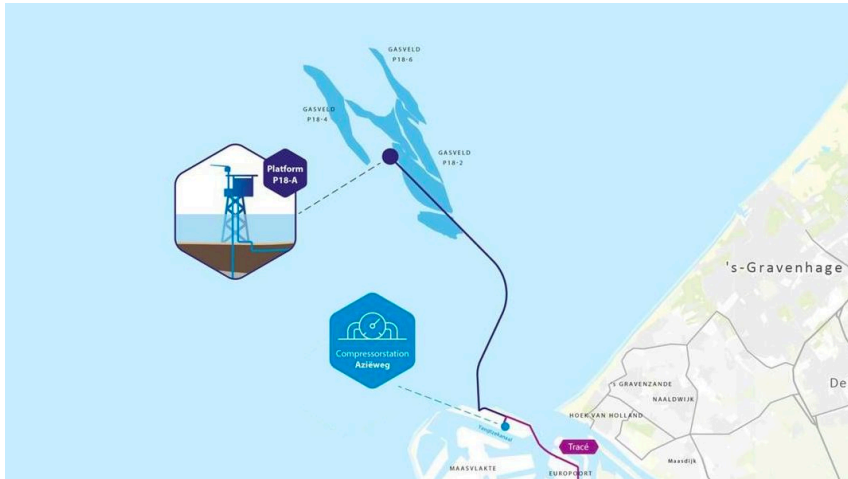 GASVELD
P18-6
GASVELD
P18-4
GASVELD
P18-2
Platform
P18-A
's-Gravenhage
Compressorstation
Aziëweg
's GRAVENZANDE
NAALDWIJK
De
HOEK VAN HOLLAND
Yangtzekanaal
Tracé
Maasdijk
MAASVLAKTE
EUROPOORT